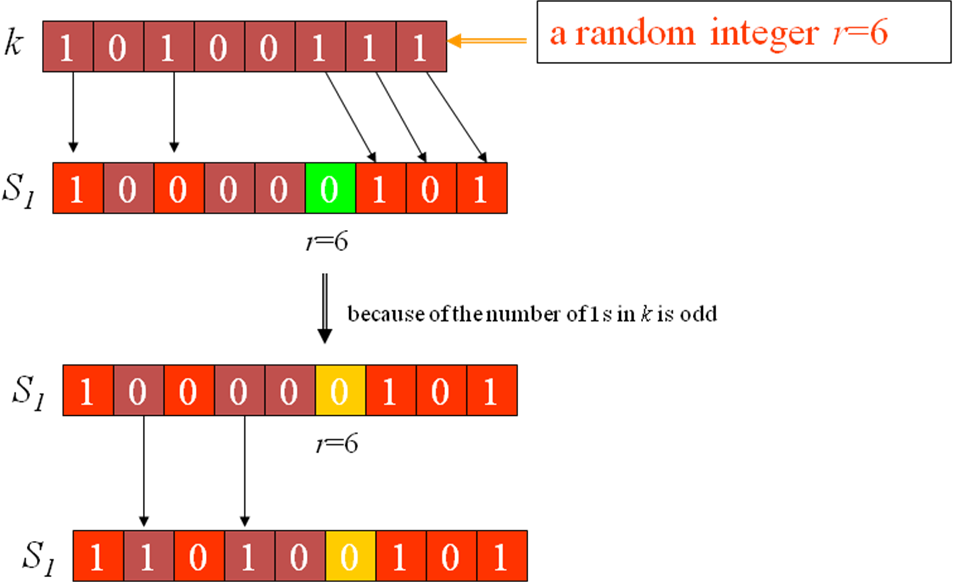 k 1 0 1 0 0 1 1 1
a random integer r=6
S1 1 0 0 0 0 0 1 0 1
r=6
because of the number of 1s in k is odd
S1 1 0 0 0 0 0 1 0 1
r=6
S1 1 1 0 1 0 0 1 0 1